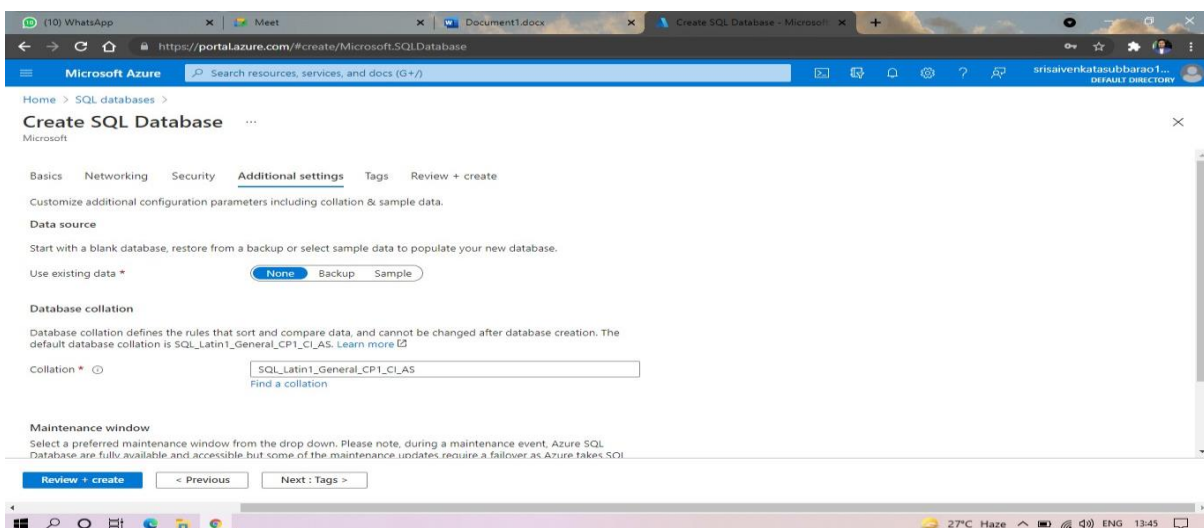 (10) WhatsApp
Meet
Document1.docx
Create SQL Database - Microsoft
https://portal.azure.com/#create/Microsoft.SQLDatabase
Microsoft Azure
Search resources, services, and docs (G+/)
srisaivenkatasubbarao1...
DEFAULT DIRECTORY
Home > SQL databases >
Create SQL Database ...
Microsoft
Basics Networking Security Additional settings Tags Review + create
Customize additional configuration parameters including collation & sample data.
Data source
Start with a blank database, restore from a backup or select sample data to populate your new database.
Use existing data * None Backup Sample
Database collation
Database collation defines the rules that sort and compare data, and cannot be changed after database creation. The
default database collation is SQL_Latin1_General_CP1_CI_AS. Learn more
Collation * SQL_Latin1_General_CP1_CI_AS
Find a collation
Maintenance window
Select a preferred maintenance window from the drop down. Please note, during a maintenance event, Azure SQL
Database are fully available and accessible but some of the maintenance updates require a failover as Azure takes SQL
Review + create < Previous Next : Tags >
27°C Haze ENG 13:45